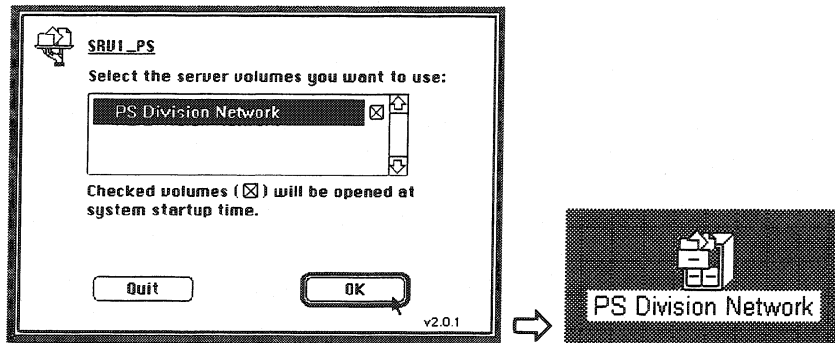 SRV1_PS
Select the server volumes you want to use:
PS Division Network
Checked volumes (☒) will be opened at
system startup time.
Quit
OK
v2.0.1
PS Division Network